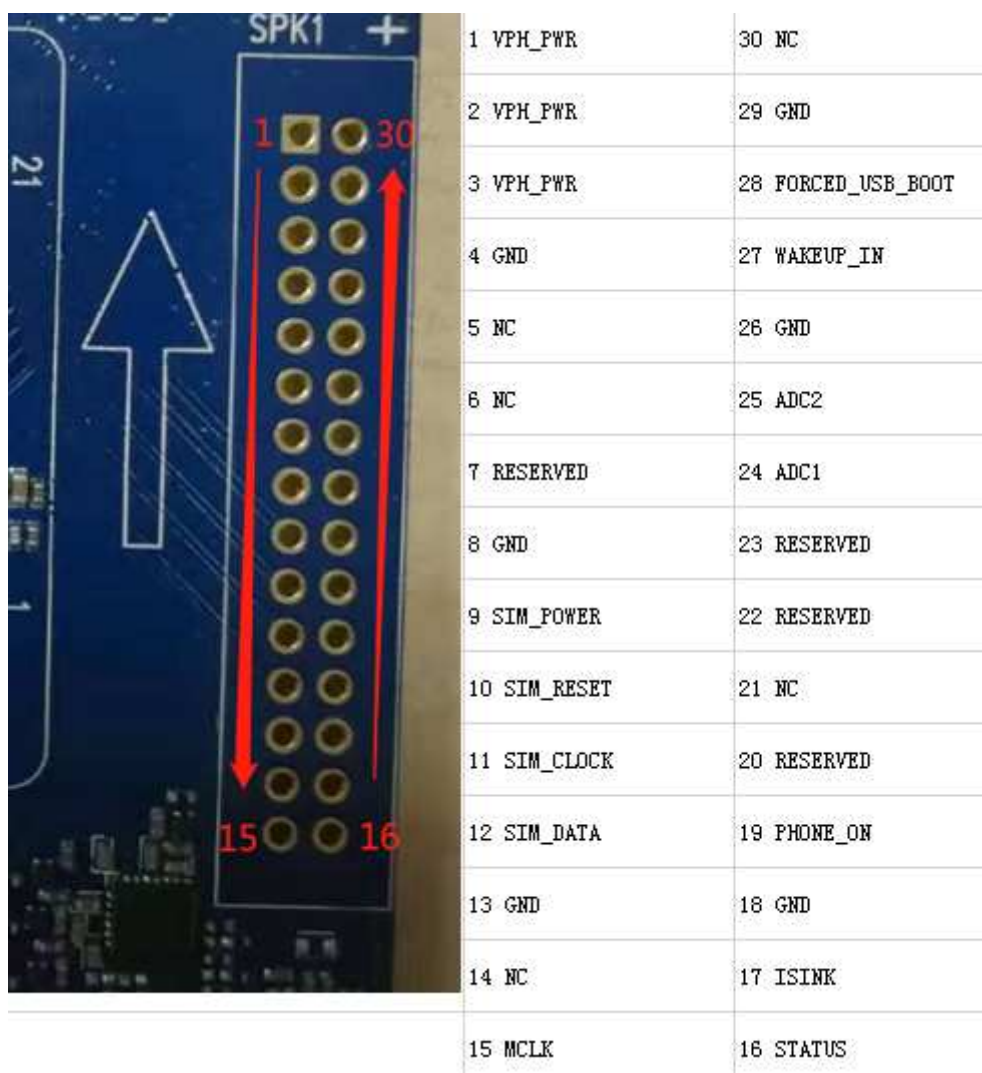 SPK1 +
1 30
21
1
15 16
1 VPH_PWR 30 NC
2 VPH_PWR 29 GND
3 VPH_PWR 28 FORCED_USB_BOOT
4 GND 27 WAKEUP_IN
5 NC 26 GND
6 NC 25 ADC2
7 RESERVED 24 ADC1
8 GND 23 RESERVED
9 SIM_POWER 22 RESERVED
10 SIM_RESET 21 NC
11 SIM_CLOCK 20 RESERVED
12 SIM_DATA 19 PHONE_ON
13 GND 18 GND
14 NC 17 ISINK
15 MCLK 16 STATUS